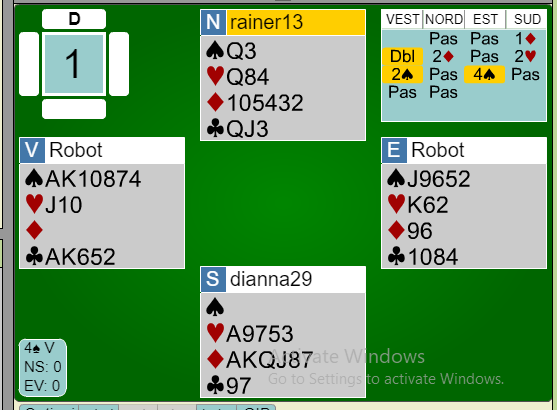 D
1
N rainer13
♠Q3
♥Q84
♦105432
♣QJ3
VEST NORD EST SUD
Pas Pas 1♦
Dbl 2♦ Pas 2♥
2♠ Pas 4♠ Pas
Pas Pas
V Robot
♠AK10874
♥J10
♦
♣AK652
E Robot
♠J9652
♥K62
♦96
♣1084
S dianna29
♠
♥A9753
♦AKQJ87
♣97
4♠ V
NS: 0
EV: 0
Activate Windows
Go to Settings to activate Windows.